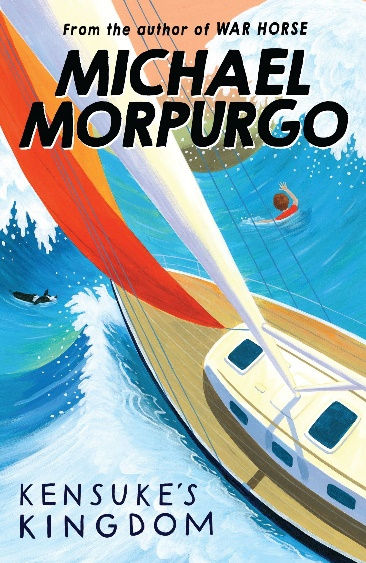 From the author of WAR HORSE
MICHAEL
MORPURGO
KENSUKE'S
KINGDOM